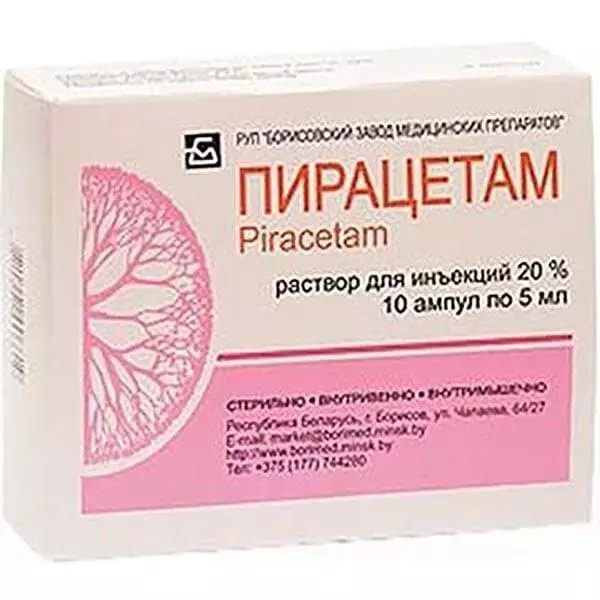 РУП "БОРИСОВСКИЙ ЗАВОД МЕДИЦИНСКИХ ПРЕПАРАТОВ"
ПИРАЦЕТАМ
Piracetam
раствор для инъекций 20 %
10 ампул по 5 мл
СТЕРИЛЬНО • ВНУТРИВЕННО • ВНУТРИМЫШЕЧНО
Республика Беларусь, г. Борисов, ул. Чапаева, 64/27
E-mail: market@borimed.minsk.by
http://www.borimed.minsk.by
Тел: +375 (177) 744280